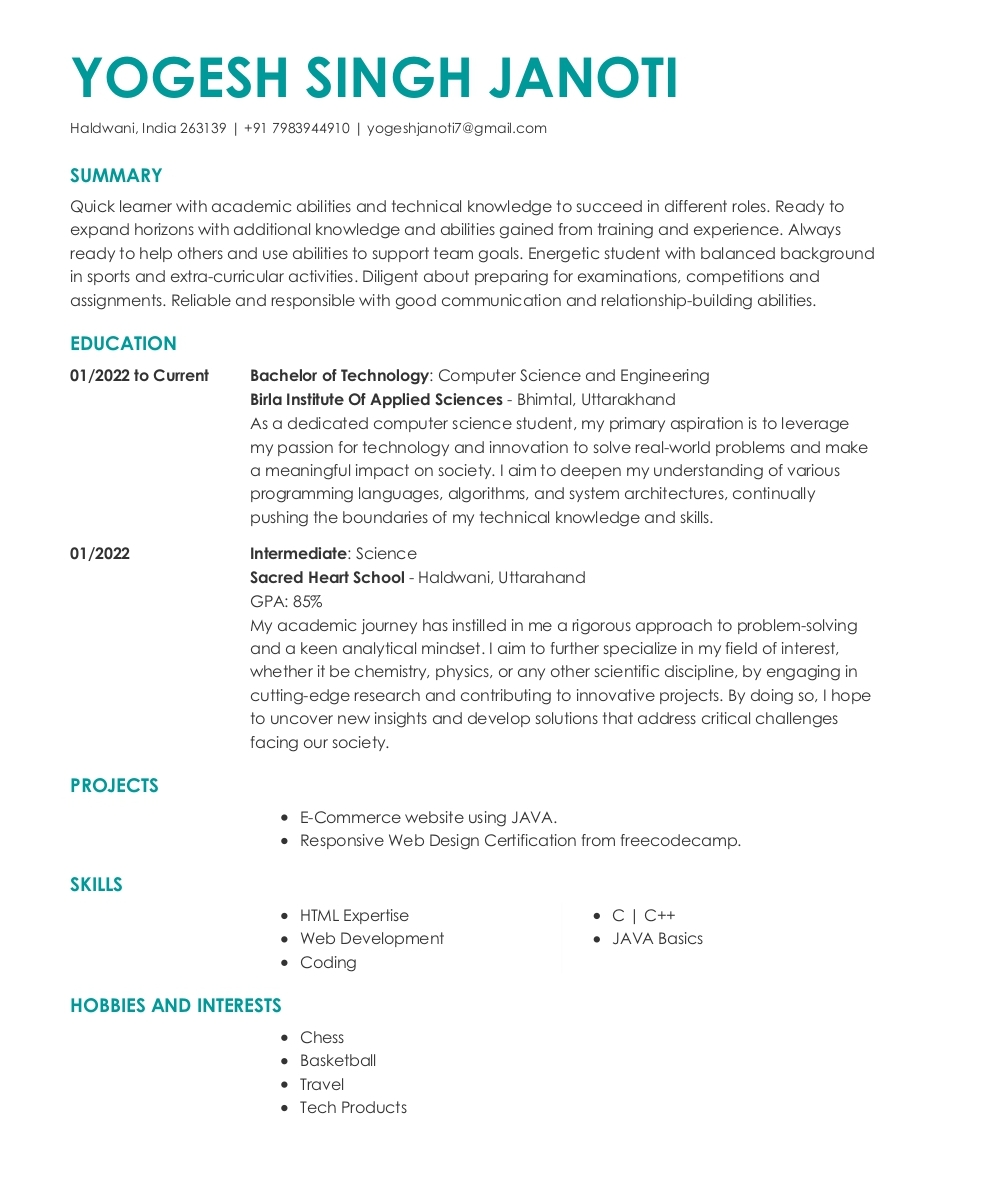 YOGESH SINGH JANOTI
Haldwani, India 263139 | +91 7983944910 | yogeshjanoti7@gmail.com
SUMMARY
Quick learner with academic abilities and technical knowledge to succeed in different roles. Ready to
expand horizons with additional knowledge and abilities gained from training and experience. Always
ready to help others and use abilities to support team goals. Energetic student with balanced background
in sports and extra-curricular activities. Diligent about preparing for examinations, competitions and
assignments. Reliable and responsible with good communication and relationship-building abilities.
EDUCATION
01/2022 to Current
Bachelor of Technology: Computer Science and Engineering
Birla Institute Of Applied Sciences - Bhimtal, Uttarakhand
As a dedicated computer science student, my primary aspiration is to leverage
my passion for technology and innovation to solve real-world problems and make
a meaningful impact on society. I aim to deepen my understanding of various
programming languages, algorithms, and system architectures, continually
pushing the boundaries of my technical knowledge and skills.
01/2022
Intermediate: Science
Sacred Heart School - Haldwani, Uttarahand
GPA: 85%
My academic journey has instilled in me a rigorous approach to problem-solving
and a keen analytical mindset. I aim to further specialize in my field of interest,
whether it be chemistry, physics, or any other scientific discipline, by engaging in
cutting-edge research and contributing to innovative projects. By doing so, I hope
to uncover new insights and develop solutions that address critical challenges
facing our society.
PROJECTS
• E-Commerce website using JAVA.
• Responsive Web Design Certification from freecodecamp.
SKILLS
• HTML Expertise
• Web Development
• Coding
• C | C++
• JAVA Basics
HOBBIES AND INTERESTS
• Chess
• Basketball
• Travel
• Tech Products